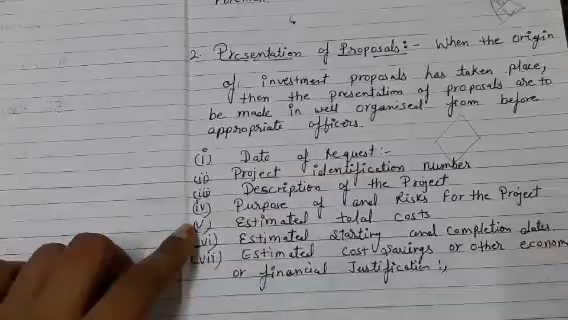 4
2. Presentation of Proposals:- When the origin
of investment proposals has taken place,
then the presentation of proposals are to
be made in well organised from before
appropriate officers
(i) Date of Request:-
(ii) Project identification number
(iii) Description of the Project
(iv) Purpose of and Risks For the Project
(v) Estimated total costs
(vi) Estimated starting and completion dates.
(vii) Estimated cost savings or other econom
or financial Justification:,